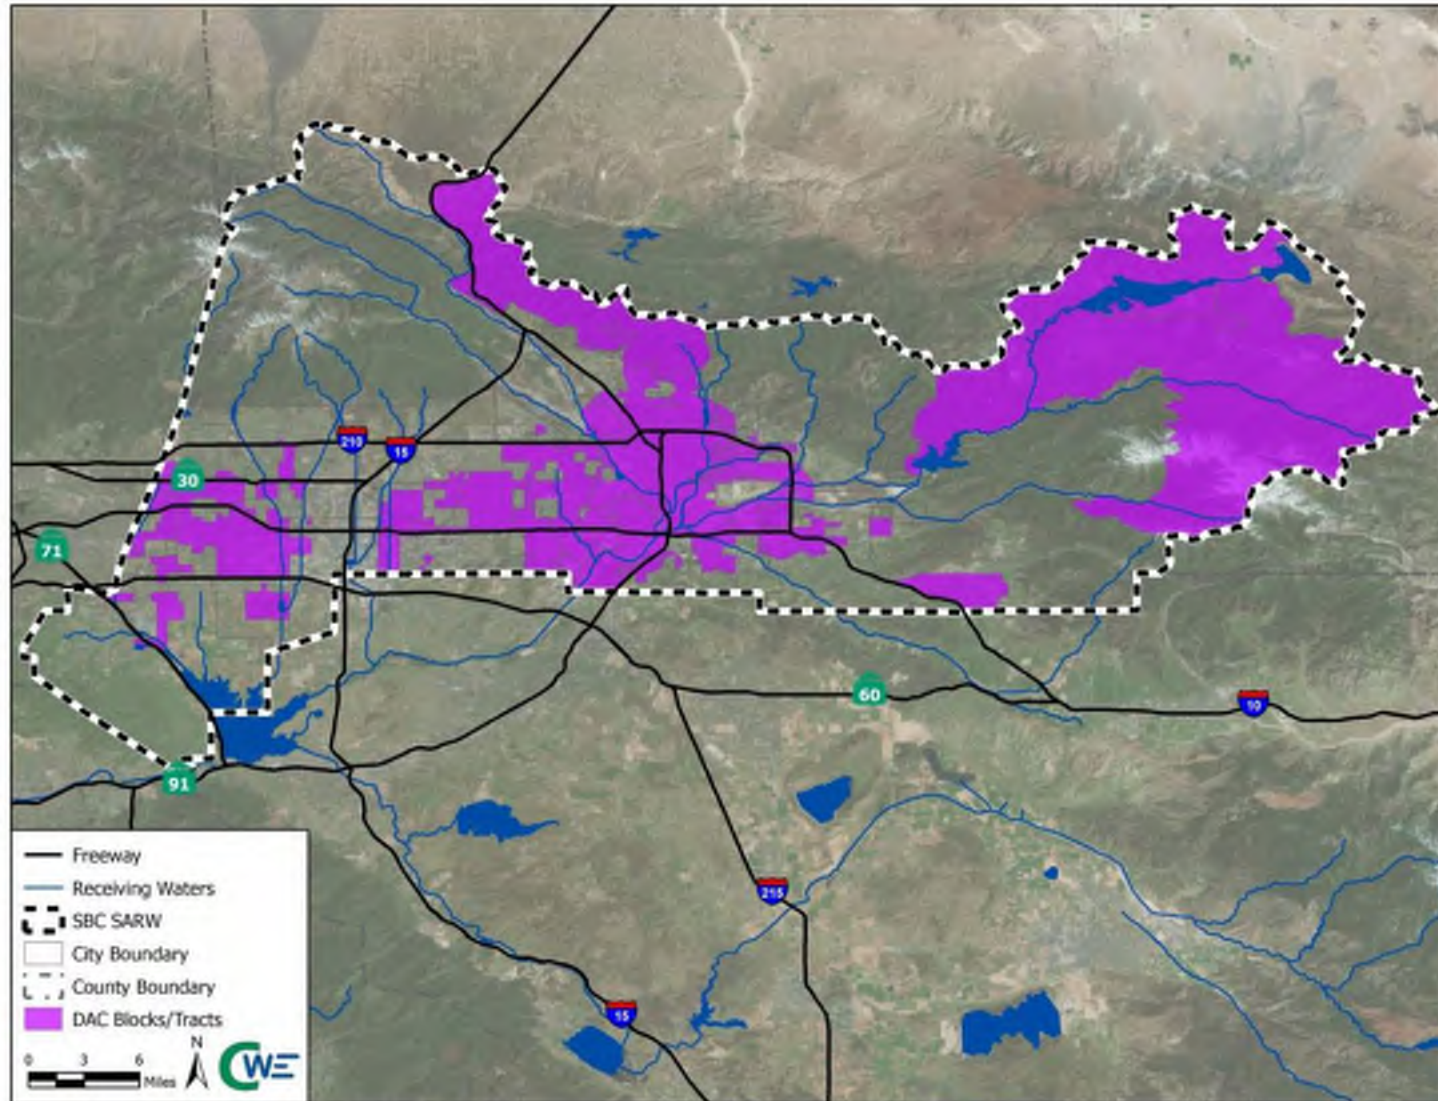 210
15
30
71
60
10
91
215
15
Freeway
Receiving Waters
SBC SARW
City Boundary
County Boundary
DAC Blocks/Tracts
N
0 3 6
Miles
CWE